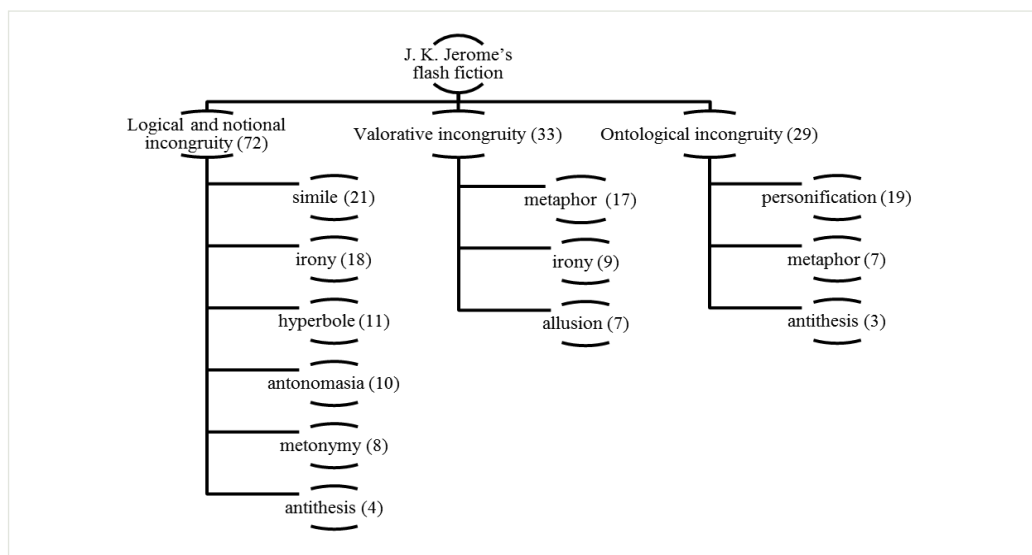 J. K. Jerome’s
flash fiction
Logical and notional
incongruity (72)
simile (21)
irony (18)
hyperbole (11)
antonomasia (10)
metonymy (8)
antithesis (4)
Valorative incongruity (33)
metaphor (17)
irony (9)
allusion (7)
Ontological incongruity (29)
personification (19)
metaphor (7)
antithesis (3)